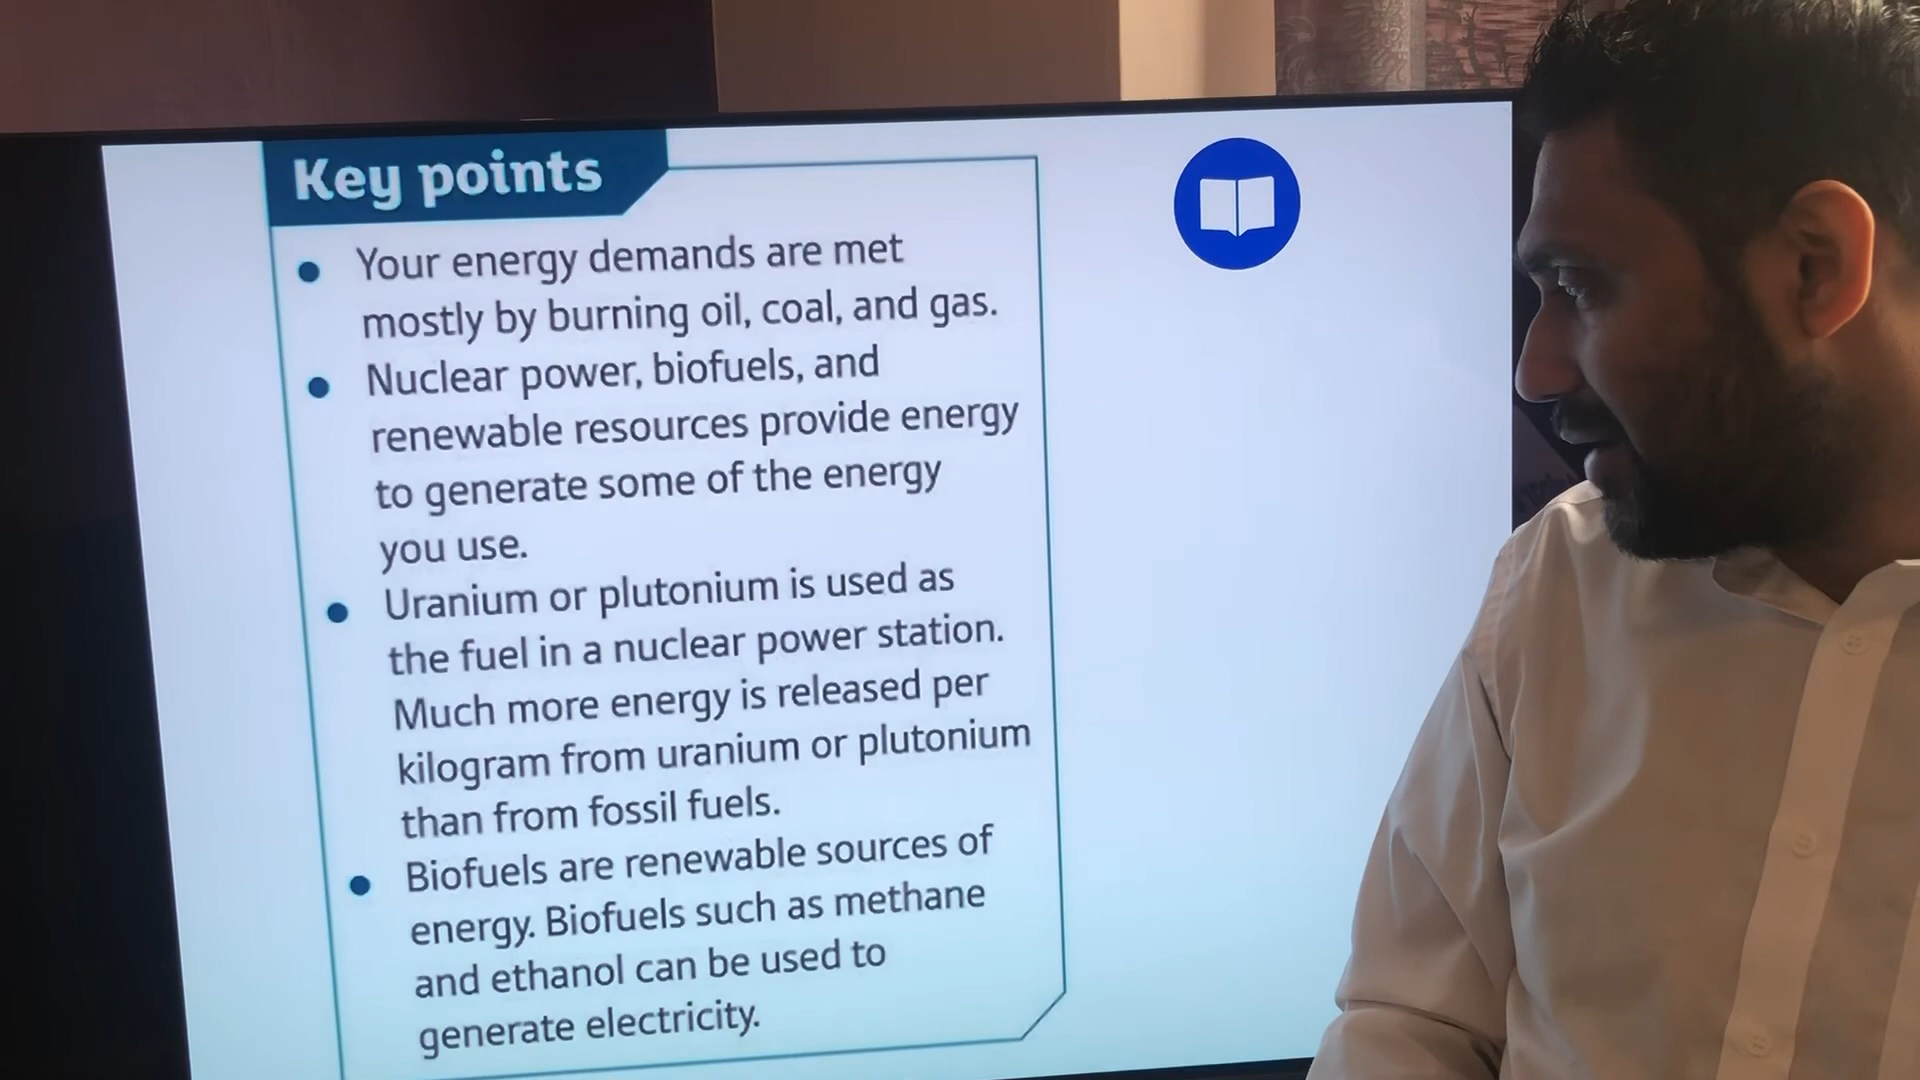 Key points
• Your energy demands are met
mostly by burning oil, coal, and gas.
• Nuclear power, biofuels, and
renewable resources provide energy
to generate some of the energy
you use.
• Uranium or plutonium is used as
the fuel in a nuclear power station.
Much more energy is released per
kilogram from uranium or plutonium
than from fossil fuels.
• Biofuels are renewable sources of
energy. Biofuels such as methane
and ethanol can be used to
generate electricity.